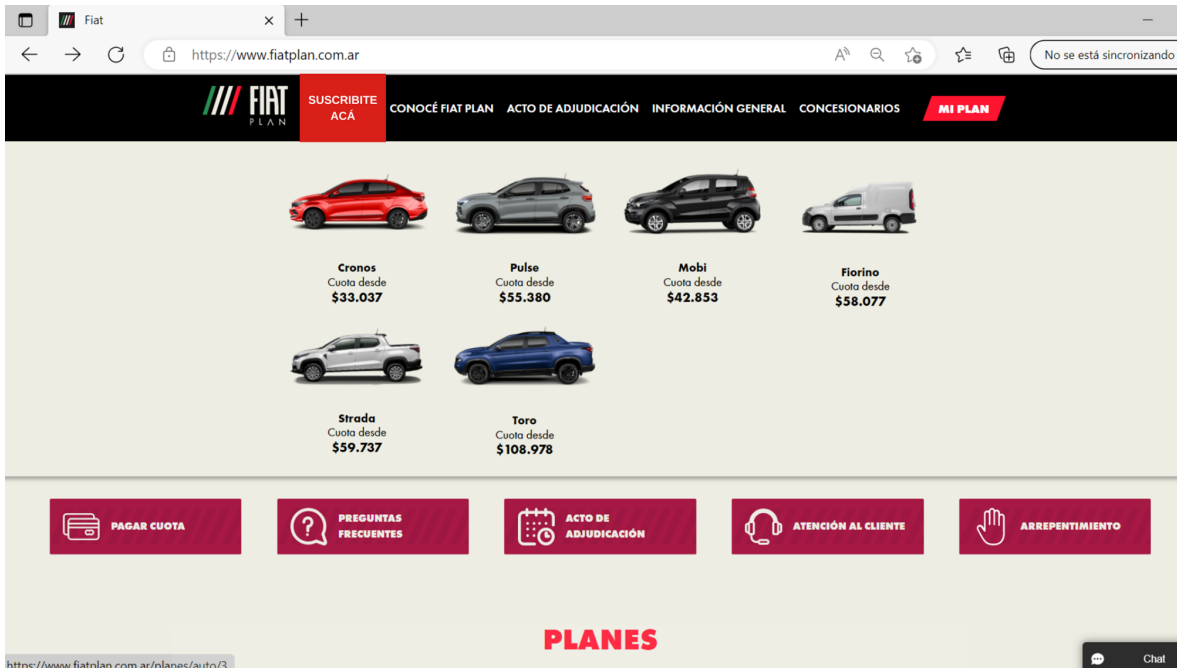 Fiat
https://www.fiatplan.com.ar
No se está sincronizando
FIAT
PLAN
SUSCRIBITE
ACÁ
CONOCÉ FIAT PLAN
ACTO DE ADJUDICACIÓN
INFORMACIÓN GENERAL
CONCESIONARIOS
MI PLAN
Cronos
Cuota desde
$33.037
Pulse
Cuota desde
$55.380
Mobi
Cuota desde
$42.853
Fiorino
Cuota desde
$58.077
Strada
Cuota desde
$59.737
Toro
Cuota desde
$108.978
PAGAR CUOTA
PREGUNTAS
FRECUENTES
ACTO DE
ADJUDICACIÓN
ATENCIÓN AL CLIENTE
ARREPENTIMIENTO
PLANES
https://www.fiatplan.com.ar/planes/auto/3
Chat